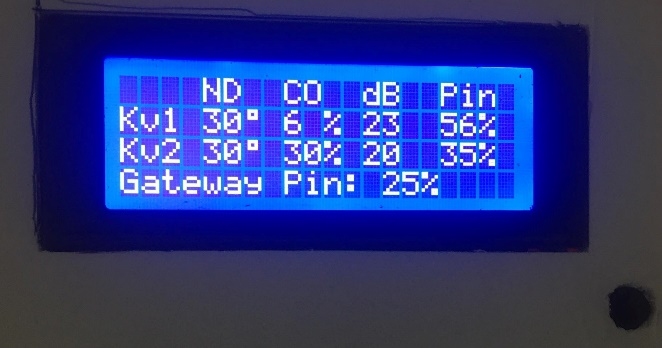 ND CO dB Pin
Kv1 30° 6 % 23 56%
Kv2 30° 30% 20 35%
Gateway Pin: 25%